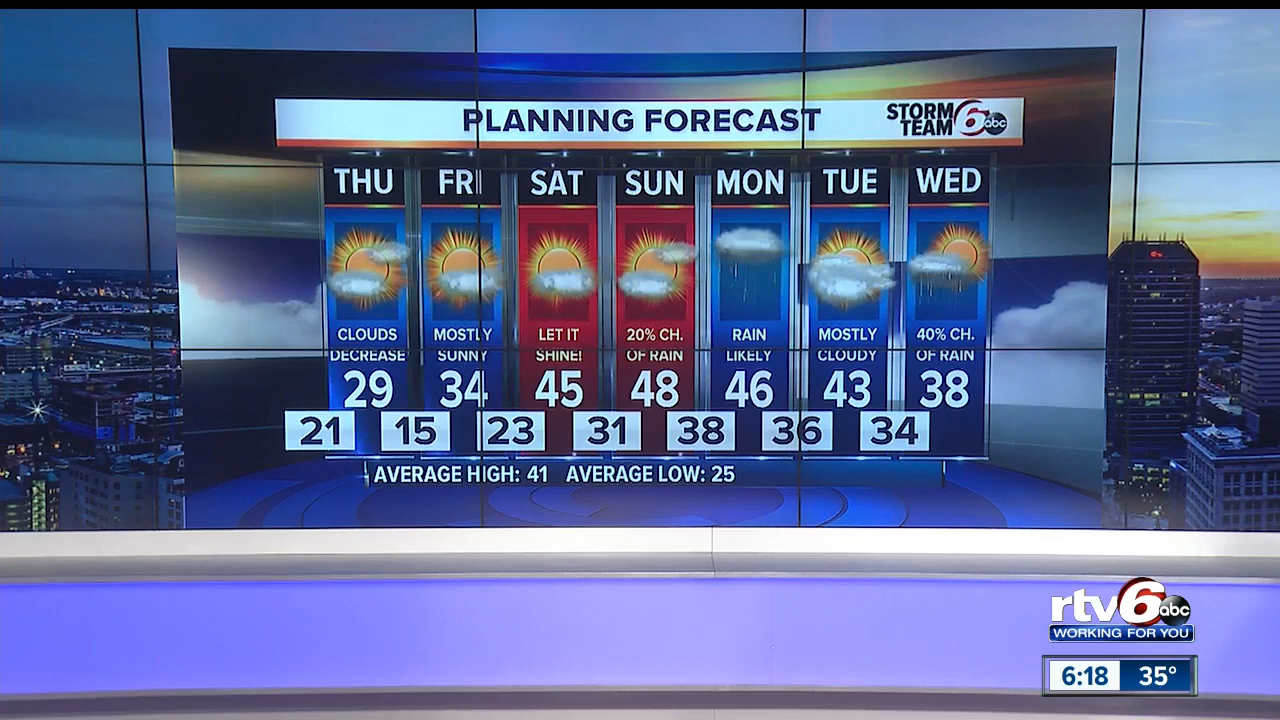 PLANNING FORECAST
STORM TEAM 6 abc
THU FRI SAT SUN MON TUE WED
CLOUDS DECREASE
MOSTLY SUNNY
LET IT SHINE!
20% CH. OF RAIN
RAIN LIKELY
MOSTLY CLOUDY
40% CH. OF RAIN
29 34 45 48 46 43 38
21 15 23 31 38 36 34
AVERAGE HIGH: 41 AVERAGE LOW: 25
rtv6 abc
WORKING FOR YOU
6:18 35°